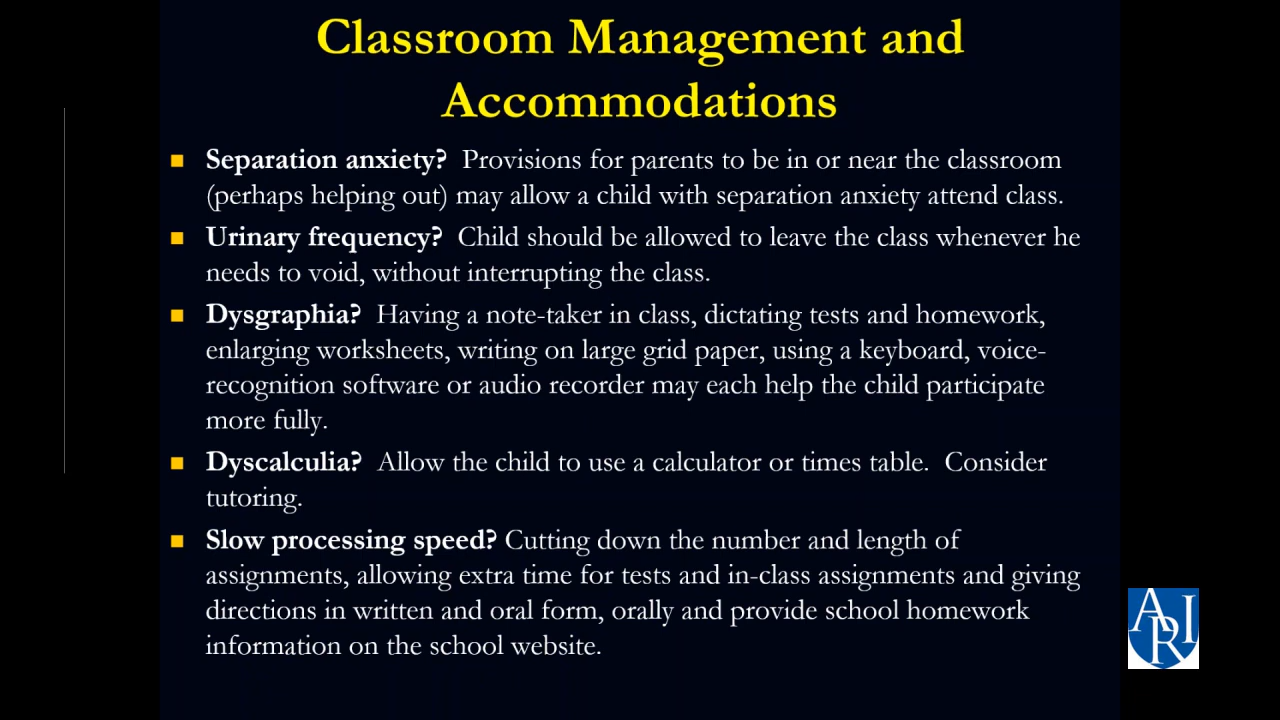 Classroom Management and
Accommodations
■ Separation anxiety? Provisions for parents to be in or near the classroom
(perhaps helping out) may allow a child with separation anxiety attend class.
■ Urinary frequency? Child should be allowed to leave the class whenever he
needs to void, without interrupting the class.
■ Dysgraphia? Having a note-taker in class, dictating tests and homework,
enlarging worksheets, writing on large grid paper, using a keyboard, voice-
recognition software or audio recorder may each help the child participate
more fully.
■ Dyscalculia? Allow the child to use a calculator or times table. Consider
tutoring.
■ Slow processing speed? Cutting down the number and length of
assignments, allowing extra time for tests and in-class assignments and giving
directions in written and oral form, orally and provide school homework
information on the school website.
ARI